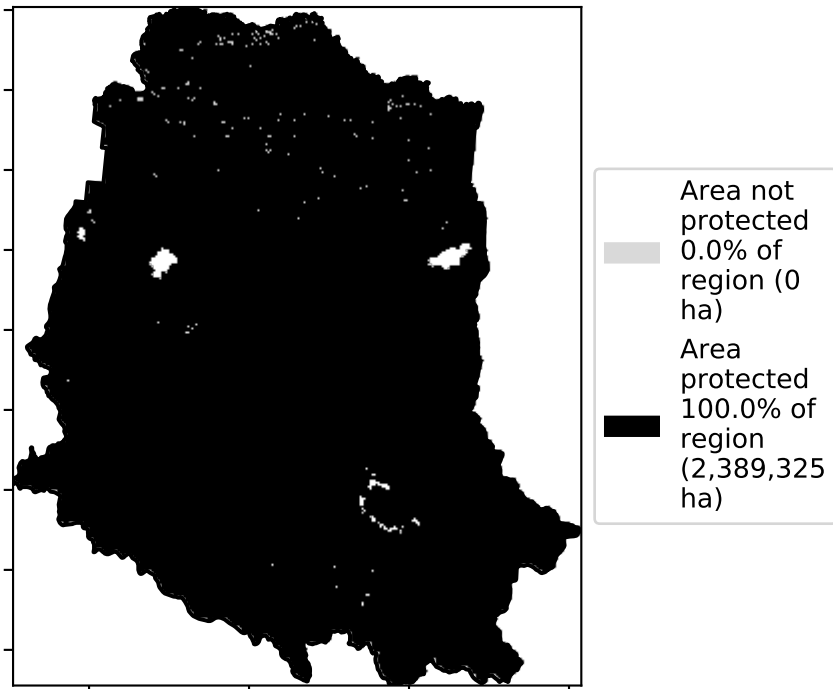 Area not
protected
0.0% of
region (0
ha)
Area
protected
100.0% of
region
(2,389,325
ha)